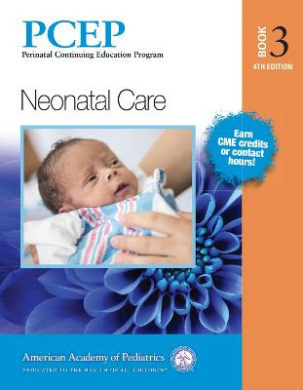 PCEP
Perinatal Continuing Education Program
BOOK 3
4TH EDITION
Neonatal Care
Earn
CME credits
or contact
hours!
American Academy of Pediatrics
DEDICATED TO THE HEALTH OF ALL CHILDREN®